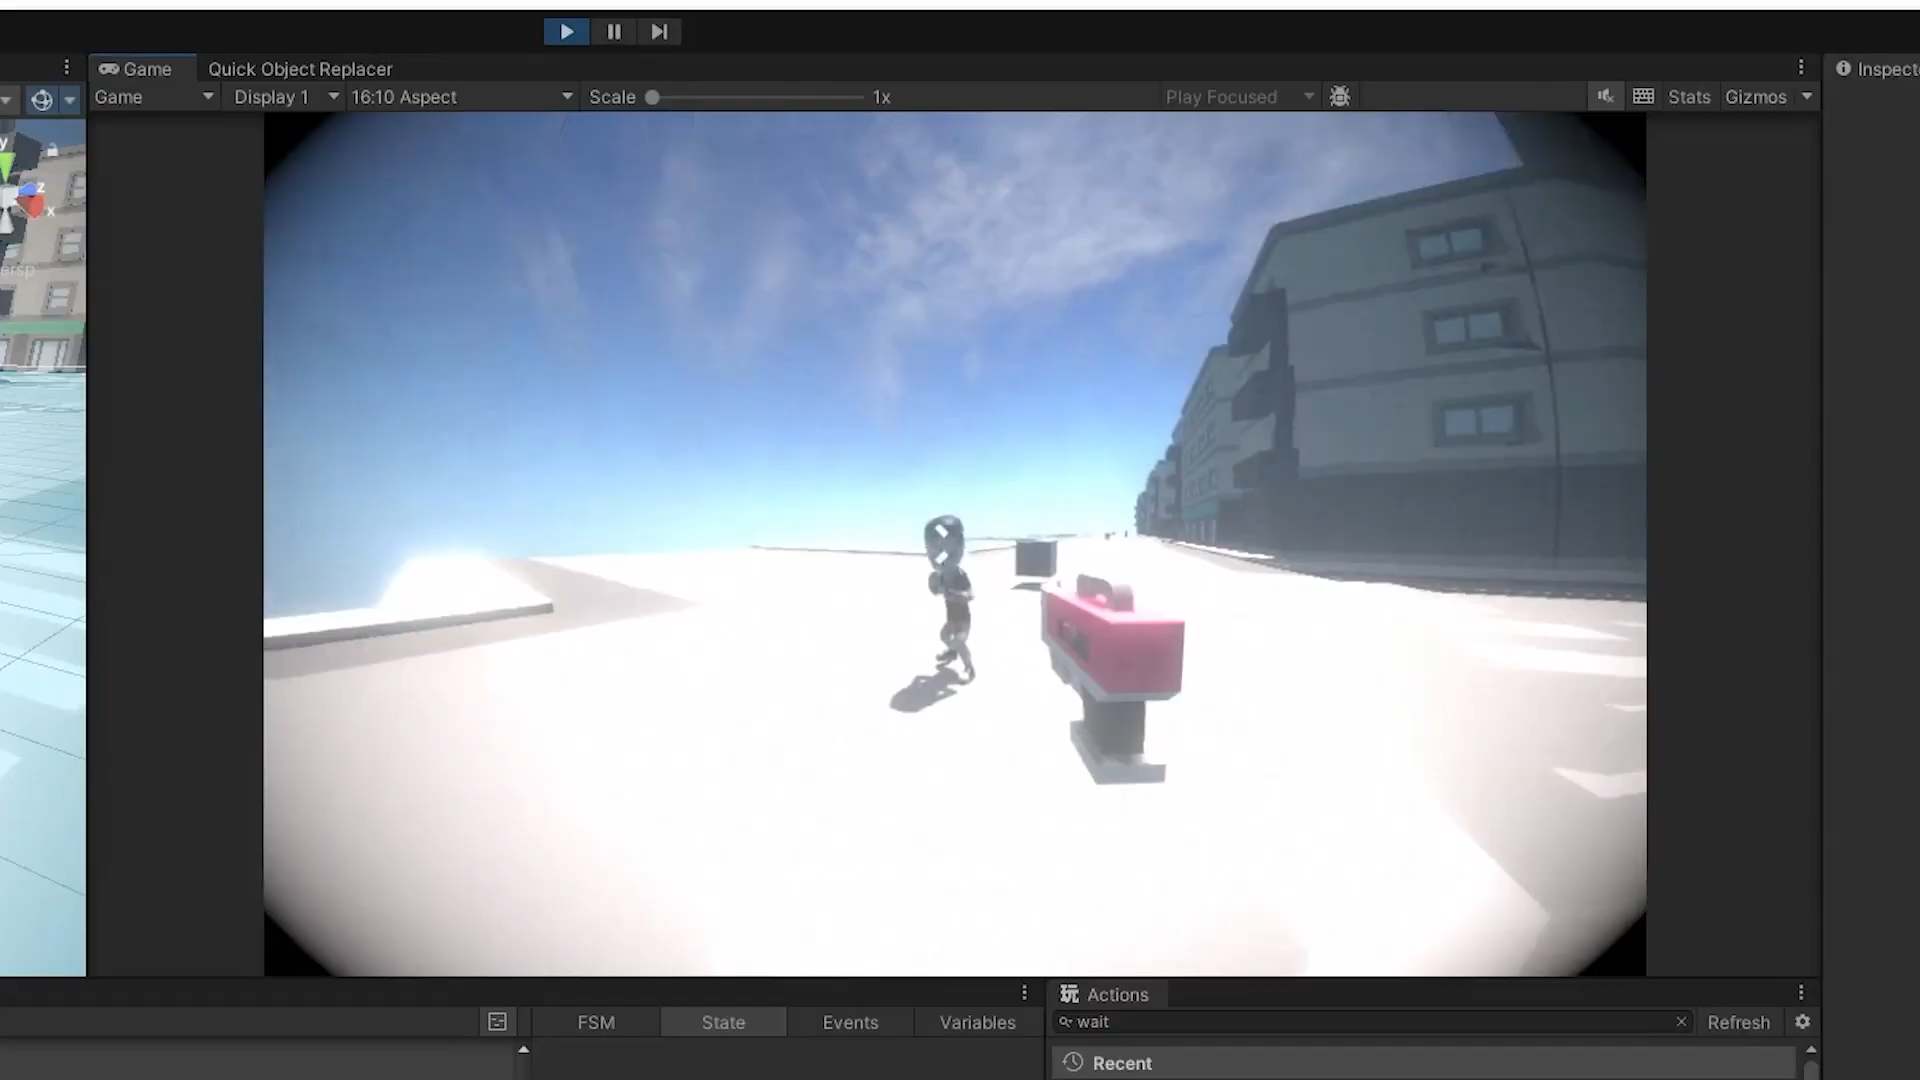 Game
Quick Object Replacer
Inspect
Game
Display 1
16:10 Aspect
Scale
1x
Play Focused
Stats
Gizmos
y
z
x
ersp
Actions
FSM
State
Events
Variables
wait
Refresh
Recent